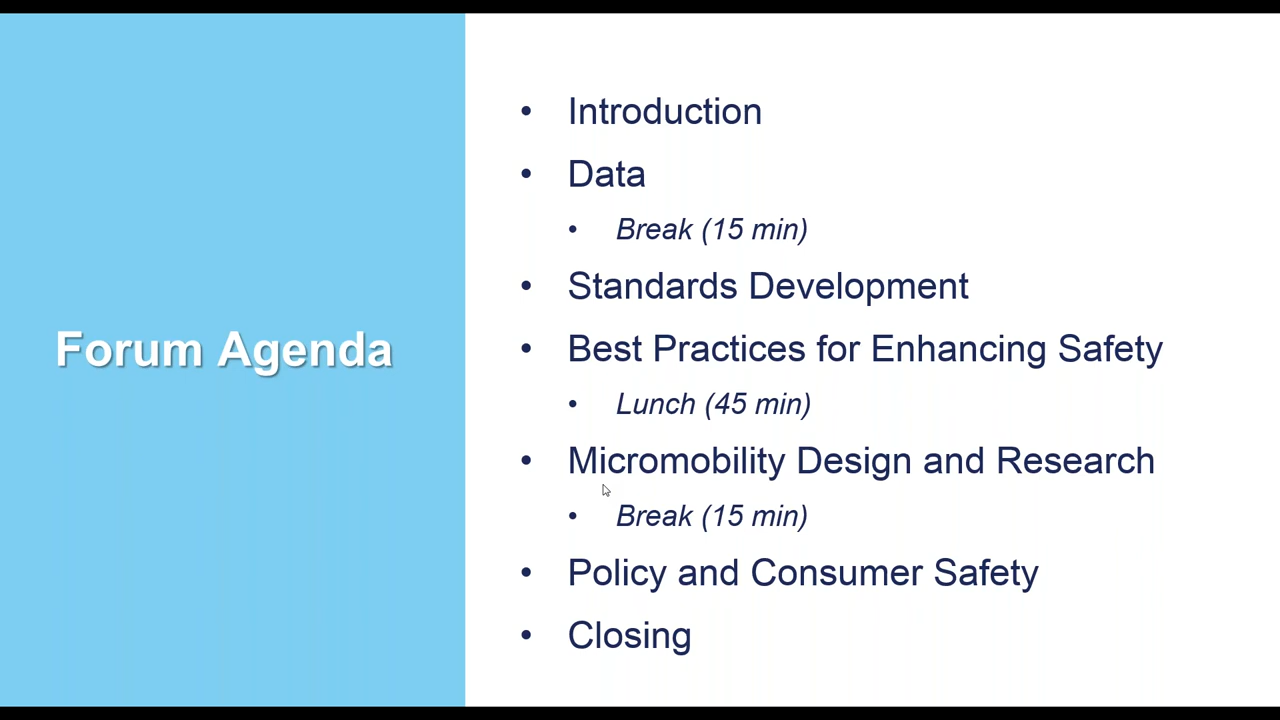 Forum Agenda
• Introduction
• Data
• Break (15 min)
• Standards Development
• Best Practices for Enhancing Safety
• Lunch (45 min)
• Micromobility Design and Research
• Break (15 min)
• Policy and Consumer Safety
• Closing